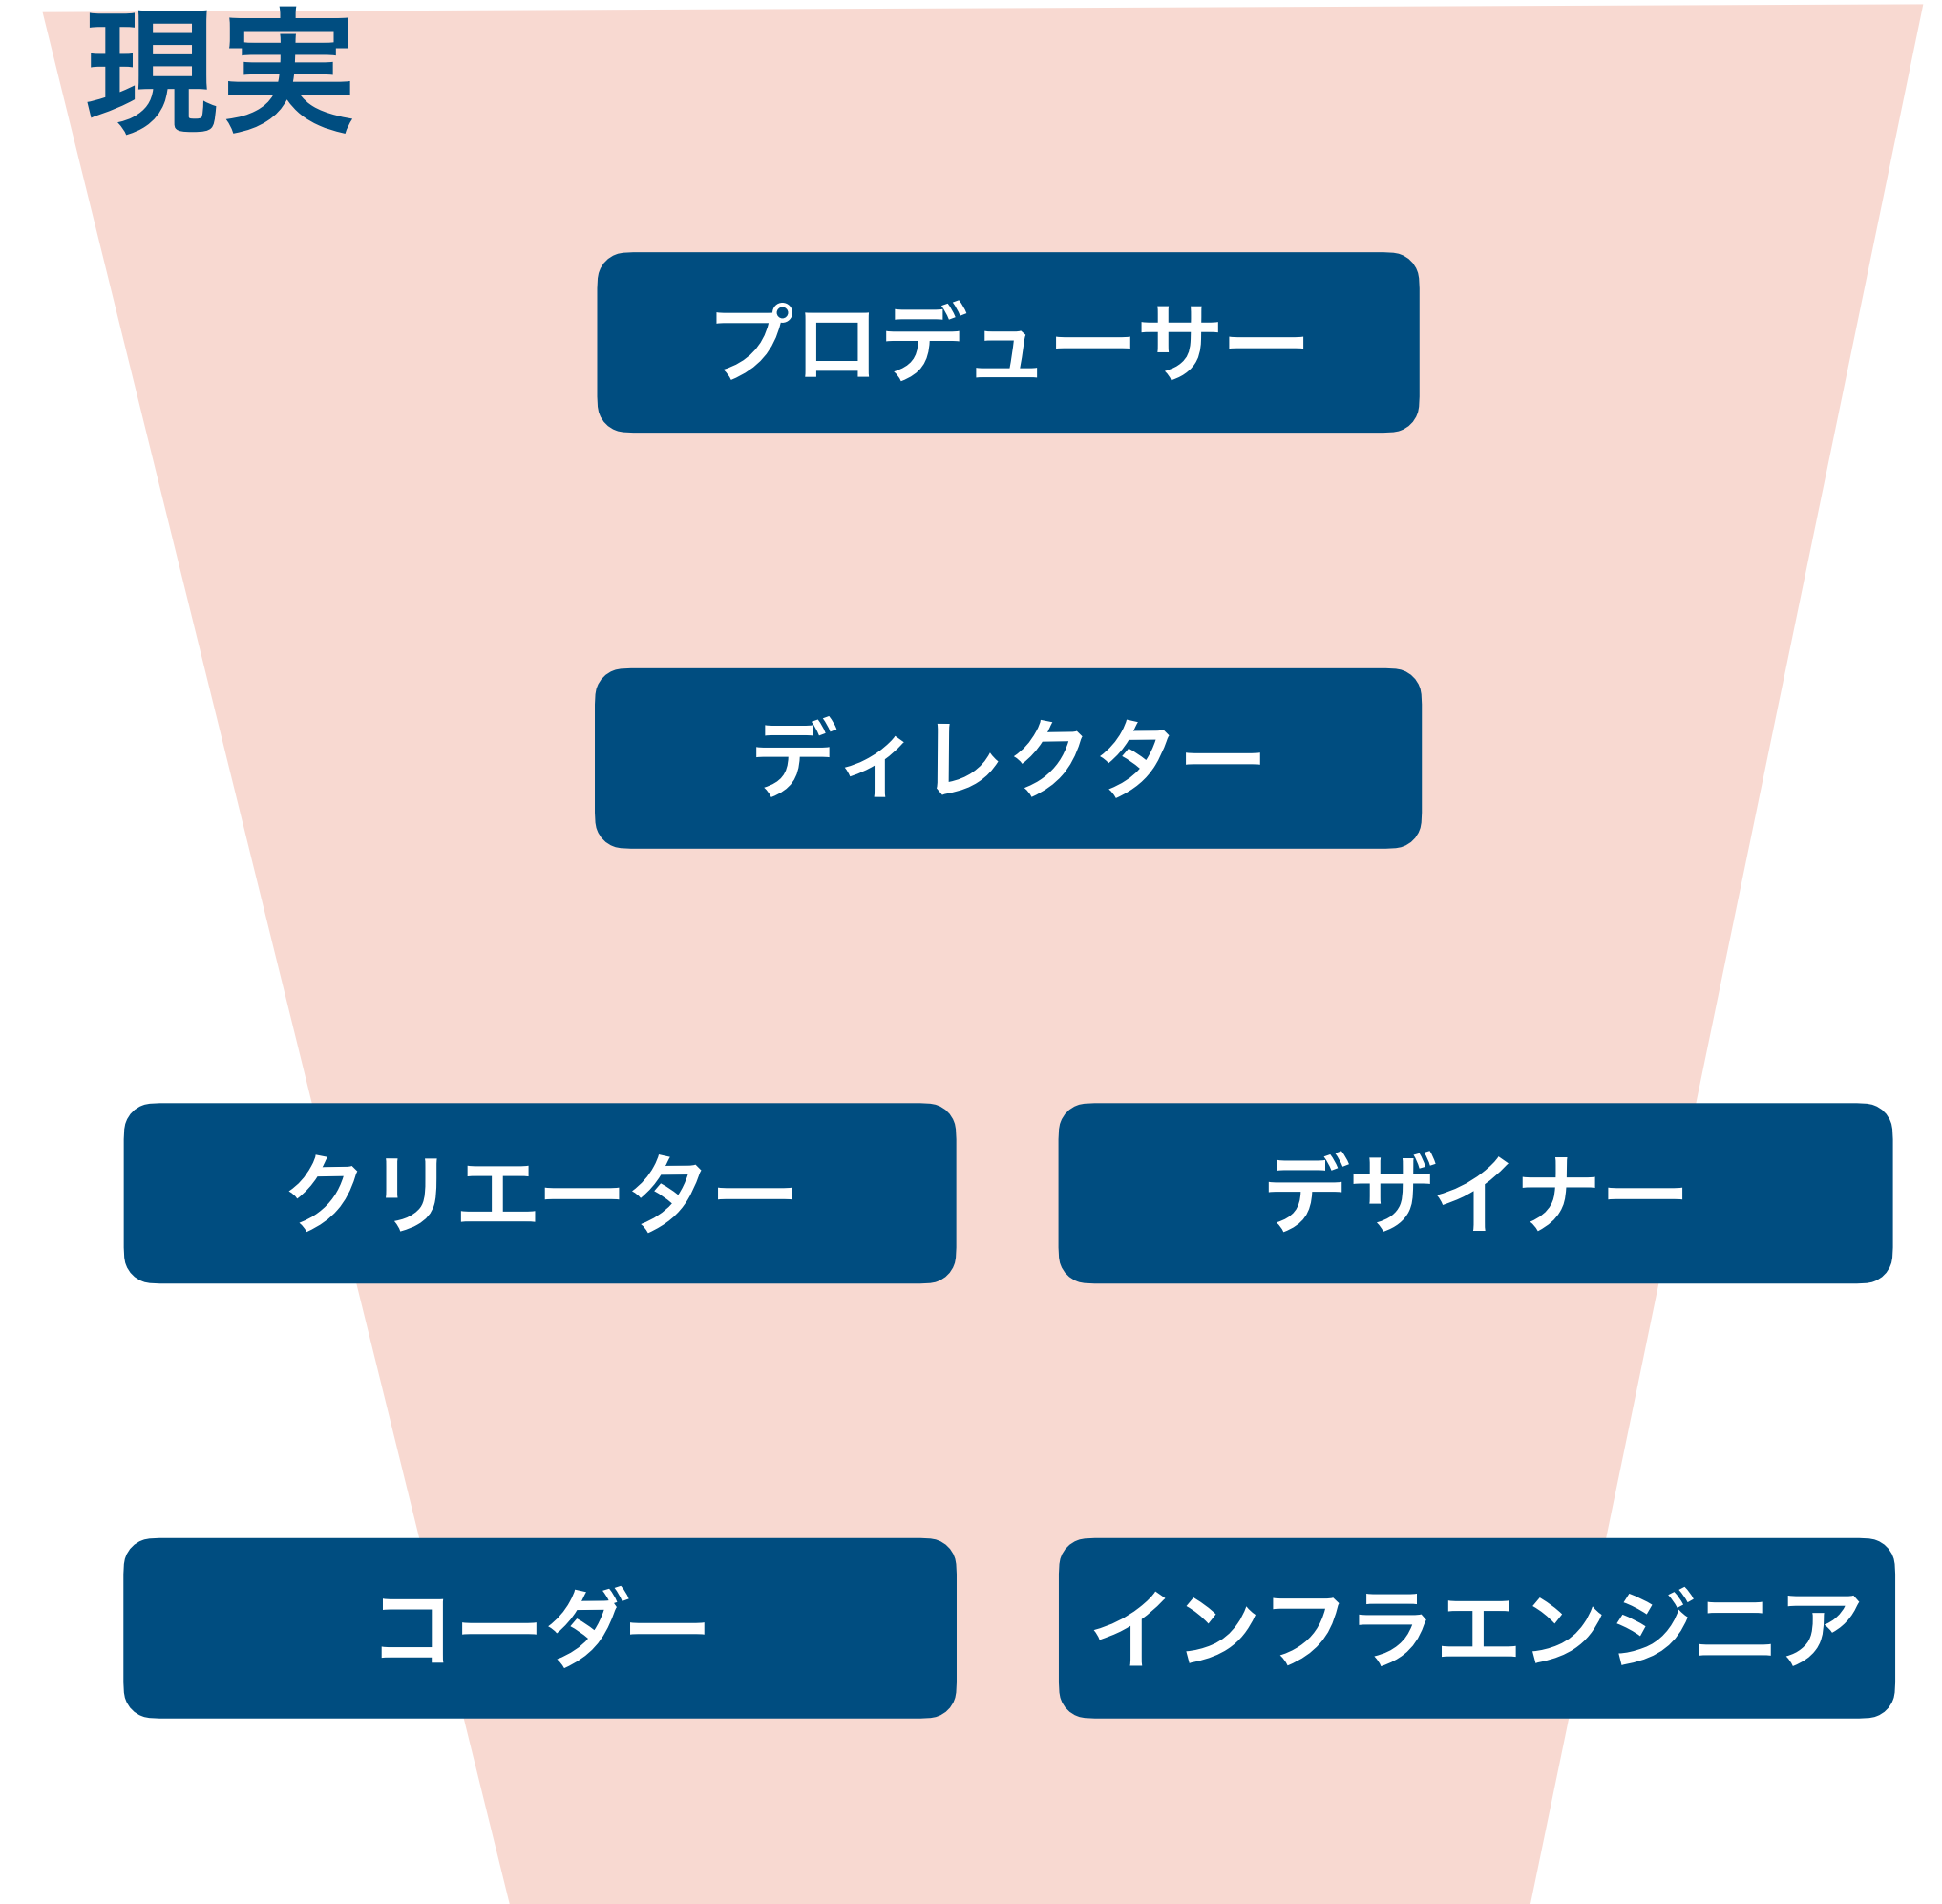 現実
プロデューサー
ディレクター
クリエーター
デザイナー
コーダー
インフラエンジニア